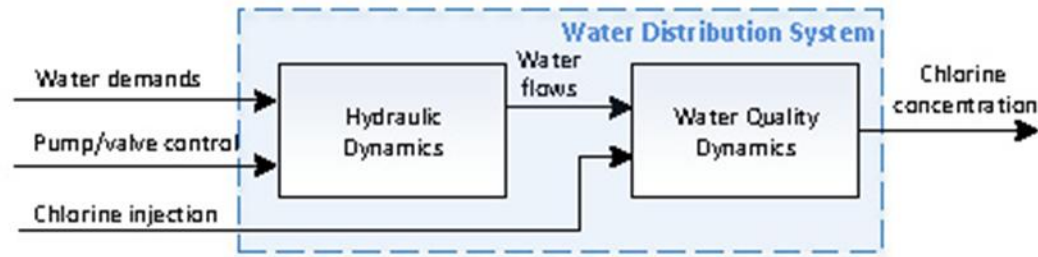 Water Distribution System
Water demands
Pump/valve control
Chlorine injection
Hydraulic
Dynamics
Water
flows
Water Quality
Dynamics
Chlorine
concentration